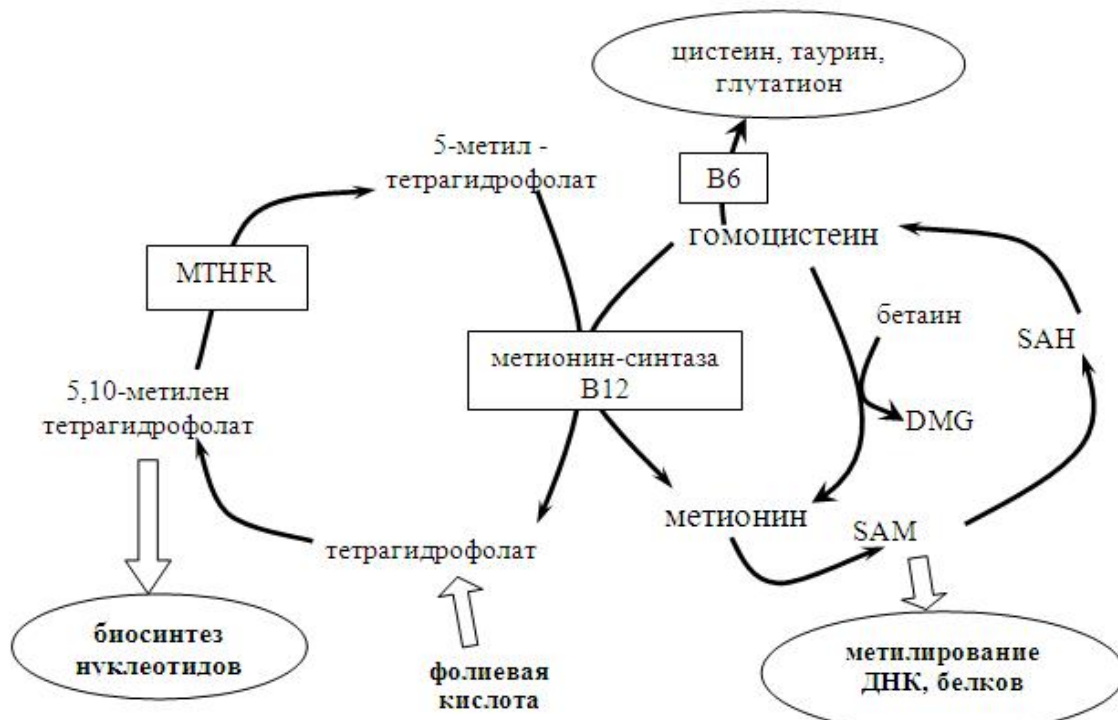 цистеин, таурин,
глутатион
5-метил -
тетрагидрофолат
B6
гомоцистеин
MTHFR
бетаин
SAH
метионин-синтаза
B12
5,10-метилен
тетрагидрофолат
DMG
метионин
SAM
тетрагидрофолат
биосинтез
нуклеотидов
фолиевая
кислота
метилирование
ДНК, белков